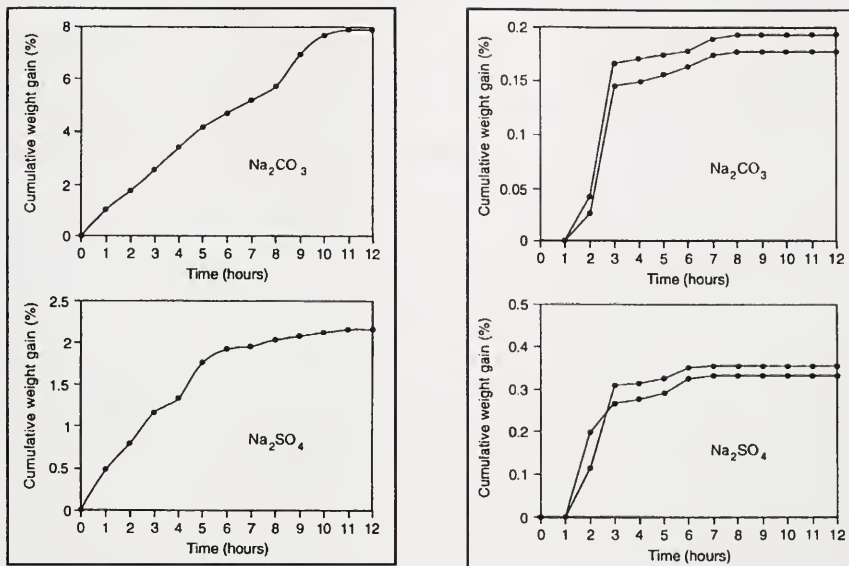 Cumulative weight gain (%)
8
6
4
2
0
Na2CO3
0 1 2 3 4 5 6 7 8 9 10 11 12
Time (hours)
Cumulative weight gain (%)
2.5
2
1.5
1
0.5
0
Na2SO4
0 1 2 3 4 5 6 7 8 9 10 11 12
Time (hours)
Cumulative weight gain (%)
0.2
0.15
0.1
0.05
0
Na2CO3
0 1 2 3 4 5 6 7 8 9 10 11 12
Time (hours)
Cumulative weight gain (%)
0.5
0.4
0.3
0.2
0.1
0
Na2SO4
0 1 2 3 4 5 6 7 8 9 10 11 12
Time (hours)